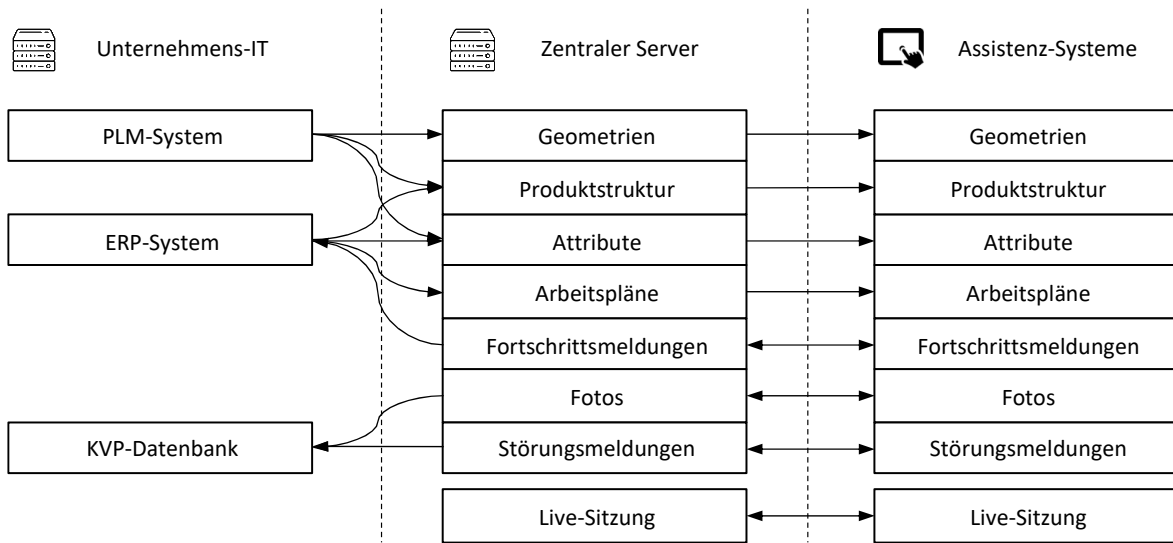 Unternehmens-IT
Zentraler Server
Assistenz-Systeme
PLM-System
Geometrien
Geometrien
Produktstruktur
Produktstruktur
ERP-System
Attribute
Attribute
Arbeitspläne
Arbeitspläne
Fortschrittsmeldungen
Fortschrittsmeldungen
Fotos
Fotos
KVP-Datenbank
Störungsmeldungen
Störungsmeldungen
Live-Sitzung
Live-Sitzung